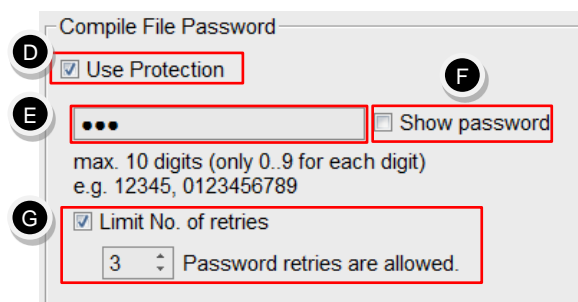 Compile File Password
D
Use Protection
F
E
●●●
Show password
max. 10 digits (only 0..9 for each digit)
e.g. 12345, 0123456789
G
Limit No. of retries
3 Password retries are allowed.